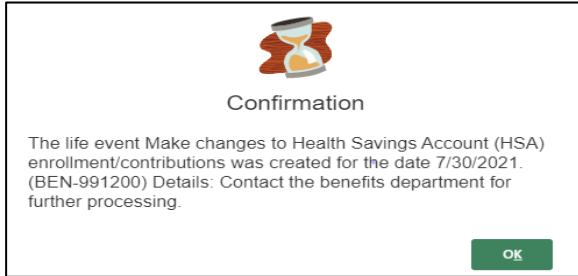 Confirmation
The life event Make changes to Health Savings Account (HSA)
enrollment/contributions was created for the date 7/30/2021.
(BEN-991200) Details: Contact the benefits department for
further processing.
OK